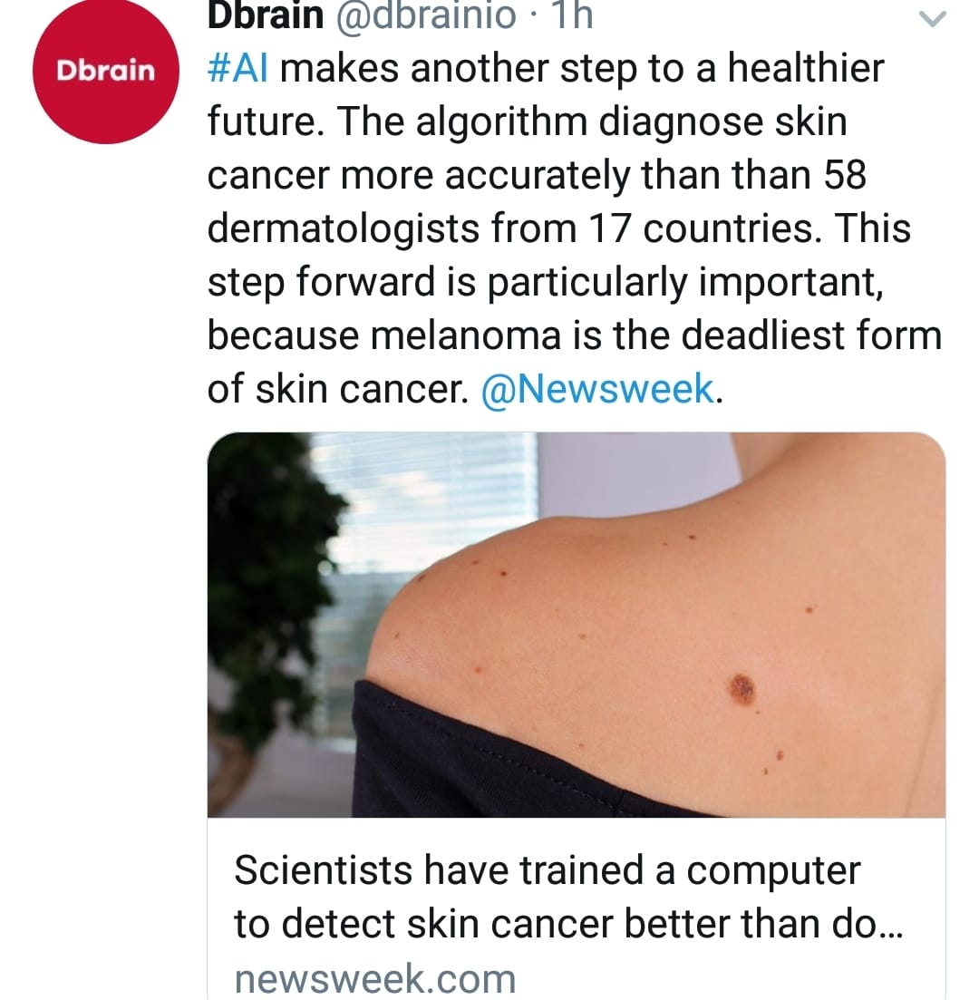 Dbrain @dbrainio · 1h
Dbrain
#AI makes another step to a healthier
future. The algorithm diagnose skin
cancer more accurately than than 58
dermatologists from 17 countries. This
step forward is particularly important,
because melanoma is the deadliest form
of skin cancer. @Newsweek.
Scientists have trained a computer
to detect skin cancer better than do...
newsweek.com